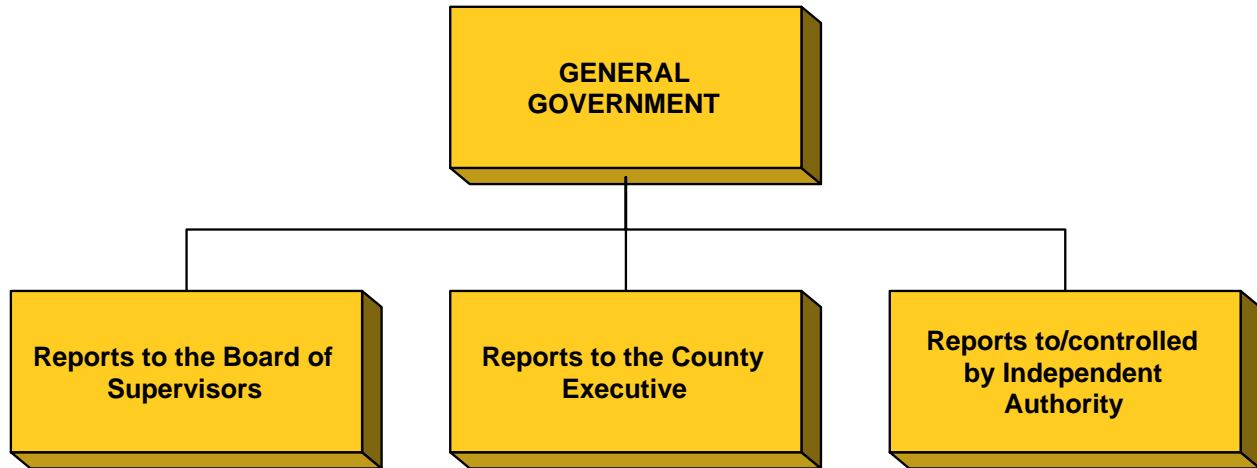 GENERAL
GOVERNMENT
Reports to the Board of
Supervisors
Reports to the County
Executive
Reports to/controlled
by Independent
Authority